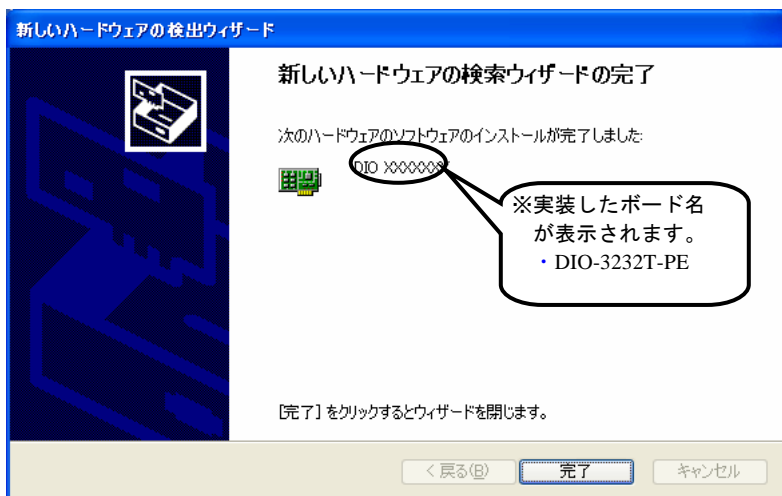 新しいハードウェアの検出ウィザード
新しいハードウェアの検索ウィザードの完了
次のハードウェアのソフトウェアのインストールが完了しました:
DIO XXXXXXX
※実装したボード名
が表示されます。
・DIO-3232T-PE
[完了] をクリックするとウィザードを閉じます。
< 戻る(B) 完了 キャンセル